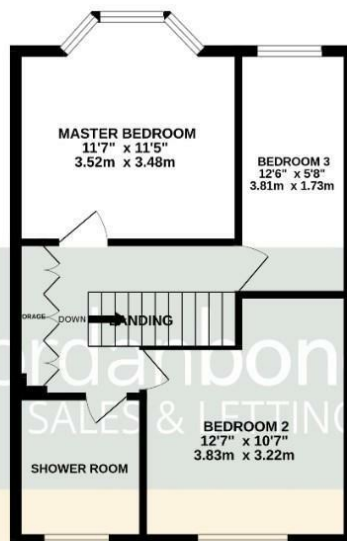 MASTER BEDROOM
11'7" x 11'5"
3.52m x 3.48m
BEDROOM 3
12'6" x 5'8"
3.81m x 1.73m
DOWN
LANDING
SALES & LETTING
BEDROOM 2
12'7" x 10'7"
3.83m x 3.22m
SHOWER ROOM